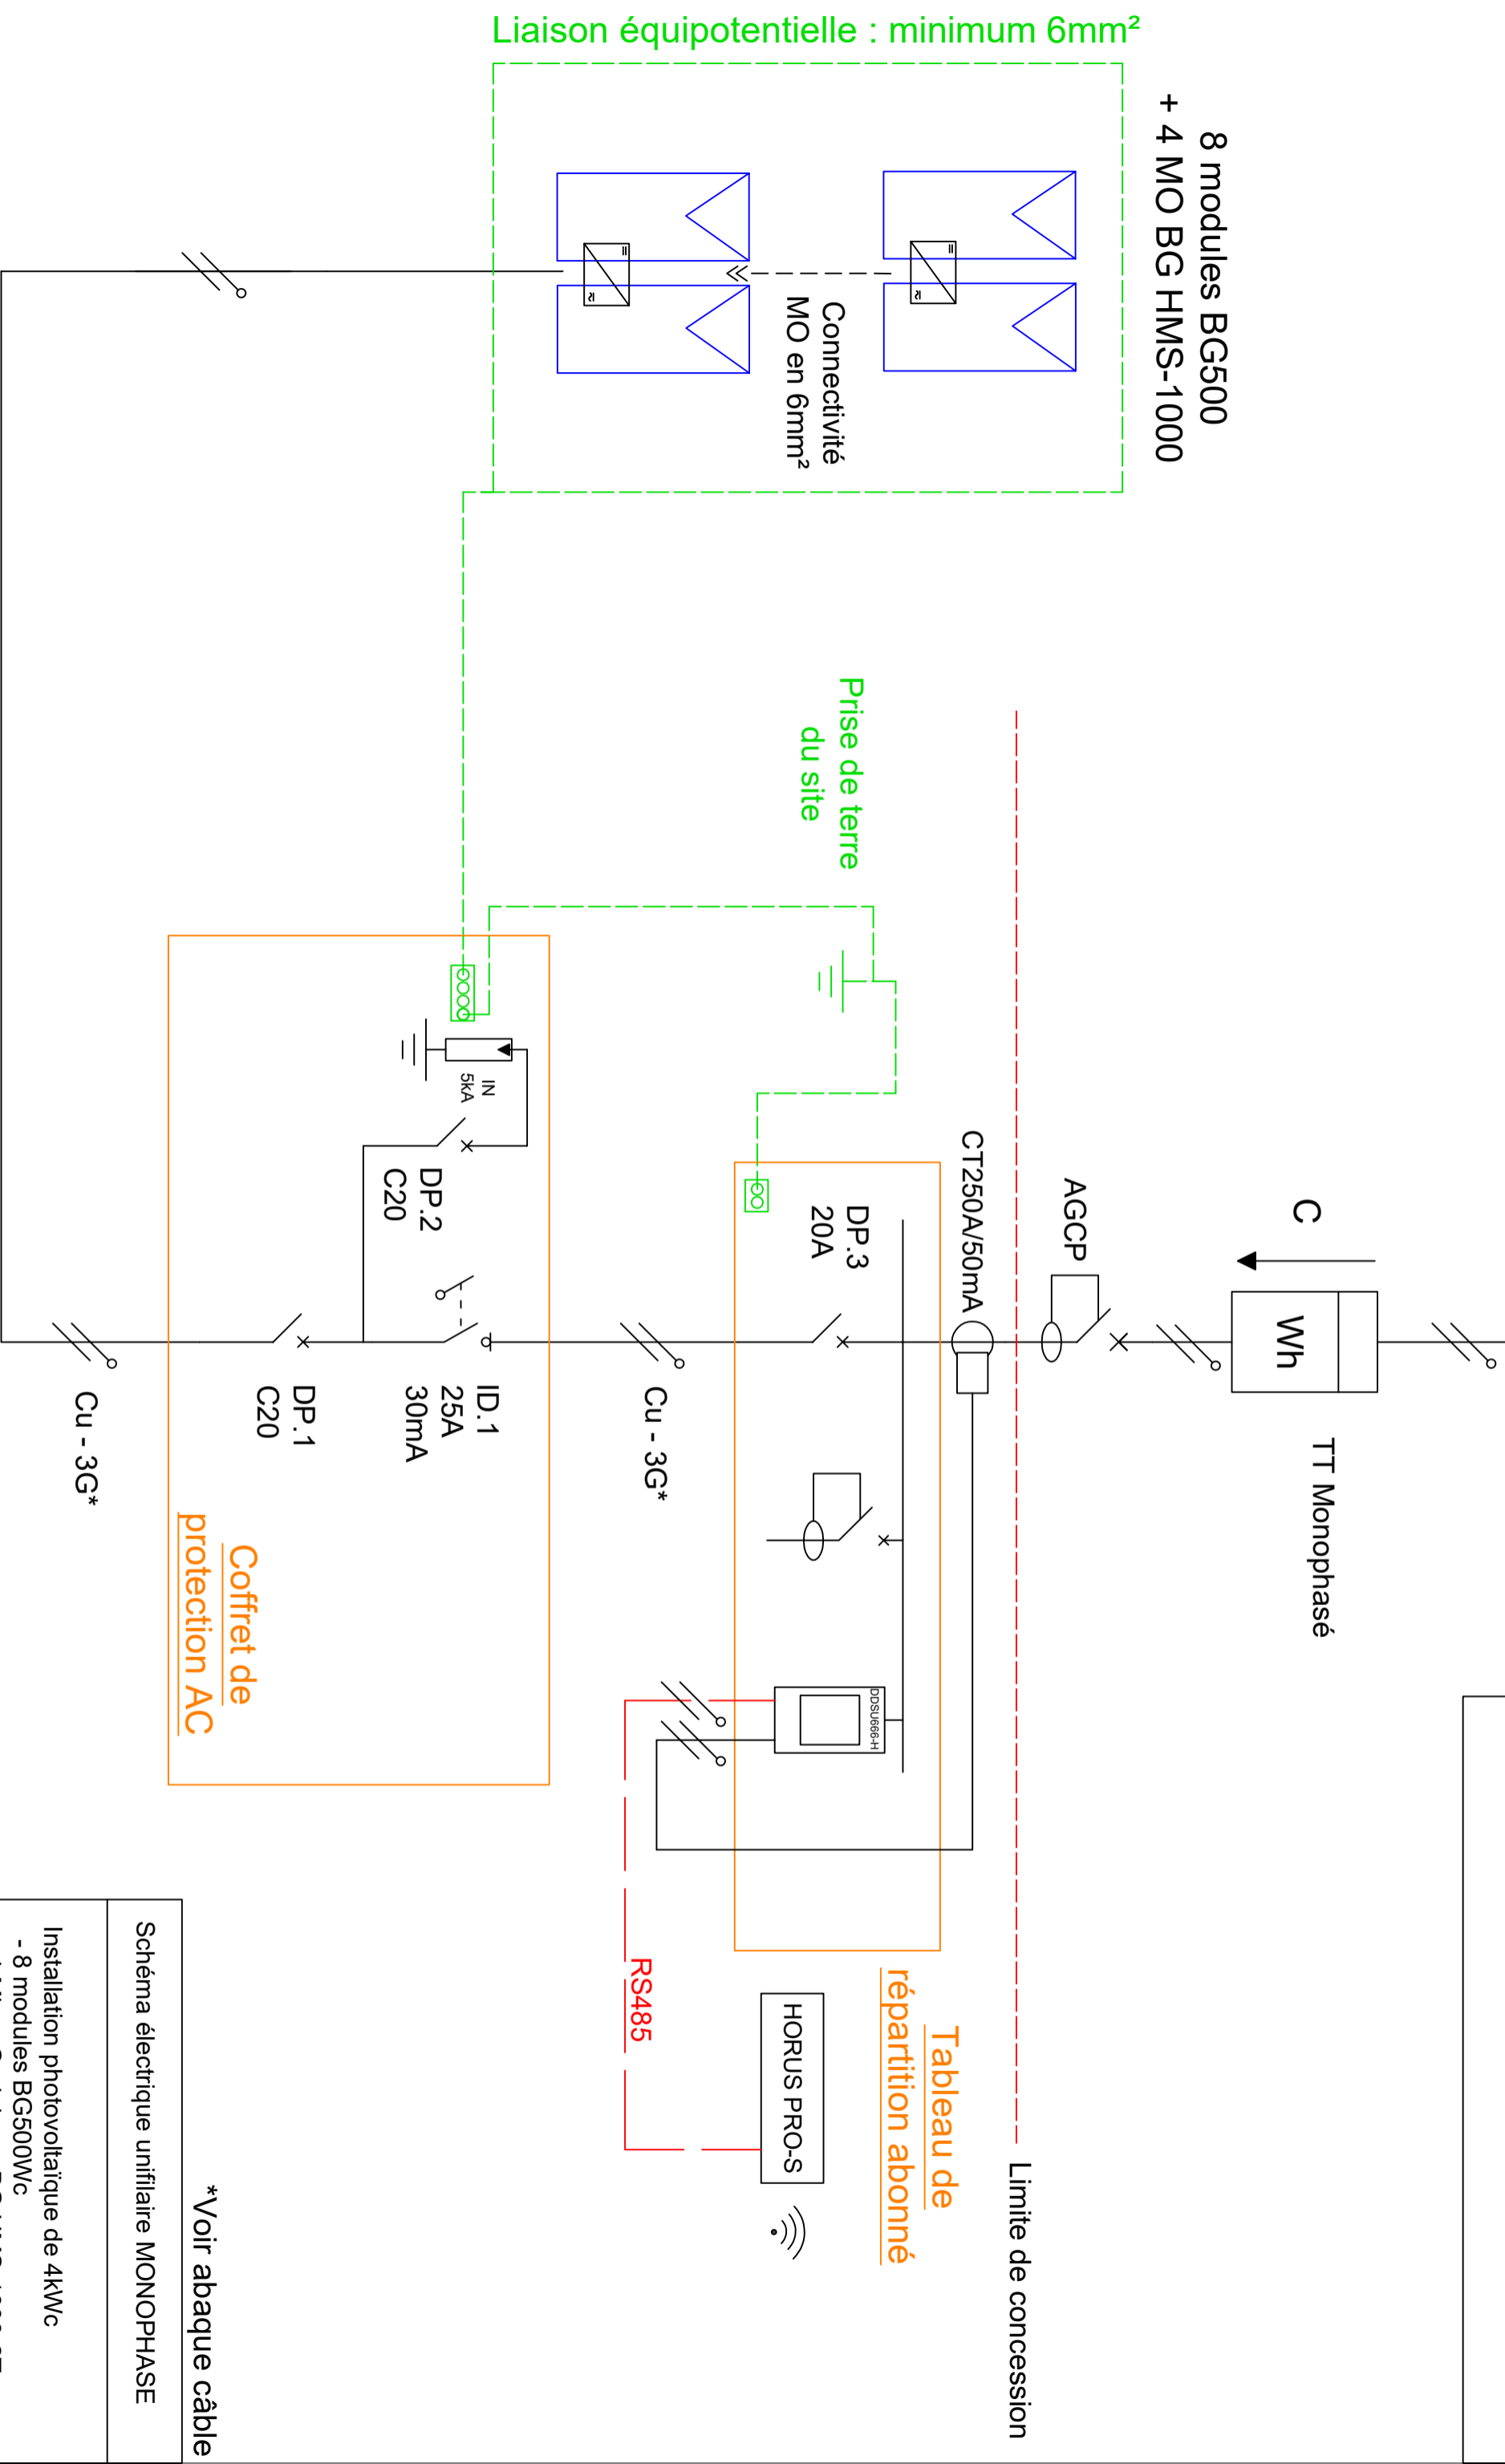 Liaison équipotentielle : minimum 6mm²
8 modules BG500
+ 4 MO BG HMS-1000
Connectivité
MO en 6mm²
Prise de terre
du site
C
Wh
TT Monophasé
AGCP
CT250A/50mA
Limite de concession
DP.3
20A
DDSU666-H
Tableau de
répartition abonné
HORUS PRO-S
RS485
Cu - 3G*
IN
5kA
DP.2
C20
ID.1
25A
30mA
DP.1
C20
Coffret de
protection AC
Cu - 3G*
*Voir abaque câble
Schéma électrique unifilaire MONOPHASE
Installation photovoltaïque de 4kWc
- 8 modules BG500Wc